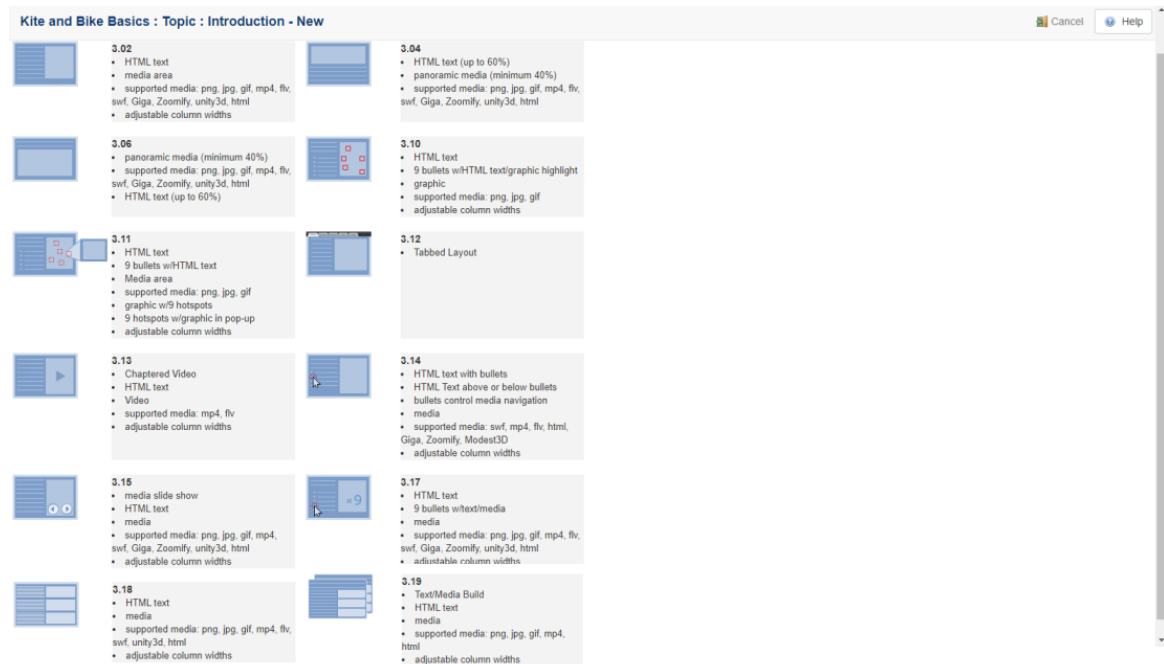 Kite and Bike Basics : Topic : Introduction - New
Cancel
Help
3.02
• HTML text
• media area
• supported media: png, jpg, gif, mp4, flv,
swf, Giga, Zoomify, unity3d, html
• adjustable column widths
3.04
• HTML text (up to 60%)
• panoramic media (minimum 40%)
• supported media: png, jpg, gif, mp4, flv,
swf, Giga, Zoomify, unity3d, html
3.06
• panoramic media (minimum 40%)
• supported media: png, jpg, gif, mp4, flv,
swf, Giga, Zoomify, unity3d, html
• HTML text (up to 60%)
3.10
• HTML text
• 9 bullets w/HTML text/graphic highlight
• graphic
• supported media: png, jpg, gif
• adjustable column widths
3.11
• HTML text
• 9 bullets w/HTML text
• Media area
• supported media: png, jpg, gif
• graphic w/9 hotspots
• 9 hotspots w/graphic in pop-up
• adjustable column widths
3.12
• Tabbed Layout
3.13
• Chaptered Video
• HTML text
• Video
• supported media: mp4, flv
• adjustable column widths
3.14
• HTML text with bullets
• HTML Text above or below bullets
• bullets control media navigation
• media
• supported media: swf, mp4, flv, html,
Giga, Zoomify, Modest3D
• adjustable column widths
3.15
• media slide show
• HTML text
• media
• supported media: png, jpg, gif, mp4,
swf, Giga, Zoomify, unity3d, html
• adjustable column widths
×9
3.17
• HTML text
• 9 bullets w/text/media
• media
• supported media: png, jpg, gif, mp4, flv,
swf, Giga, Zoomify, unity3d, html
• adjustable column widths
3.18
• HTML text
• media
• supported media: png, jpg, gif, mp4, flv,
swf, unity3d, html
• adjustable column widths
3.19
• Text/Media Build
• HTML text
• media
• supported media: png, jpg, gif, mp4,
html
• adjustable column widths